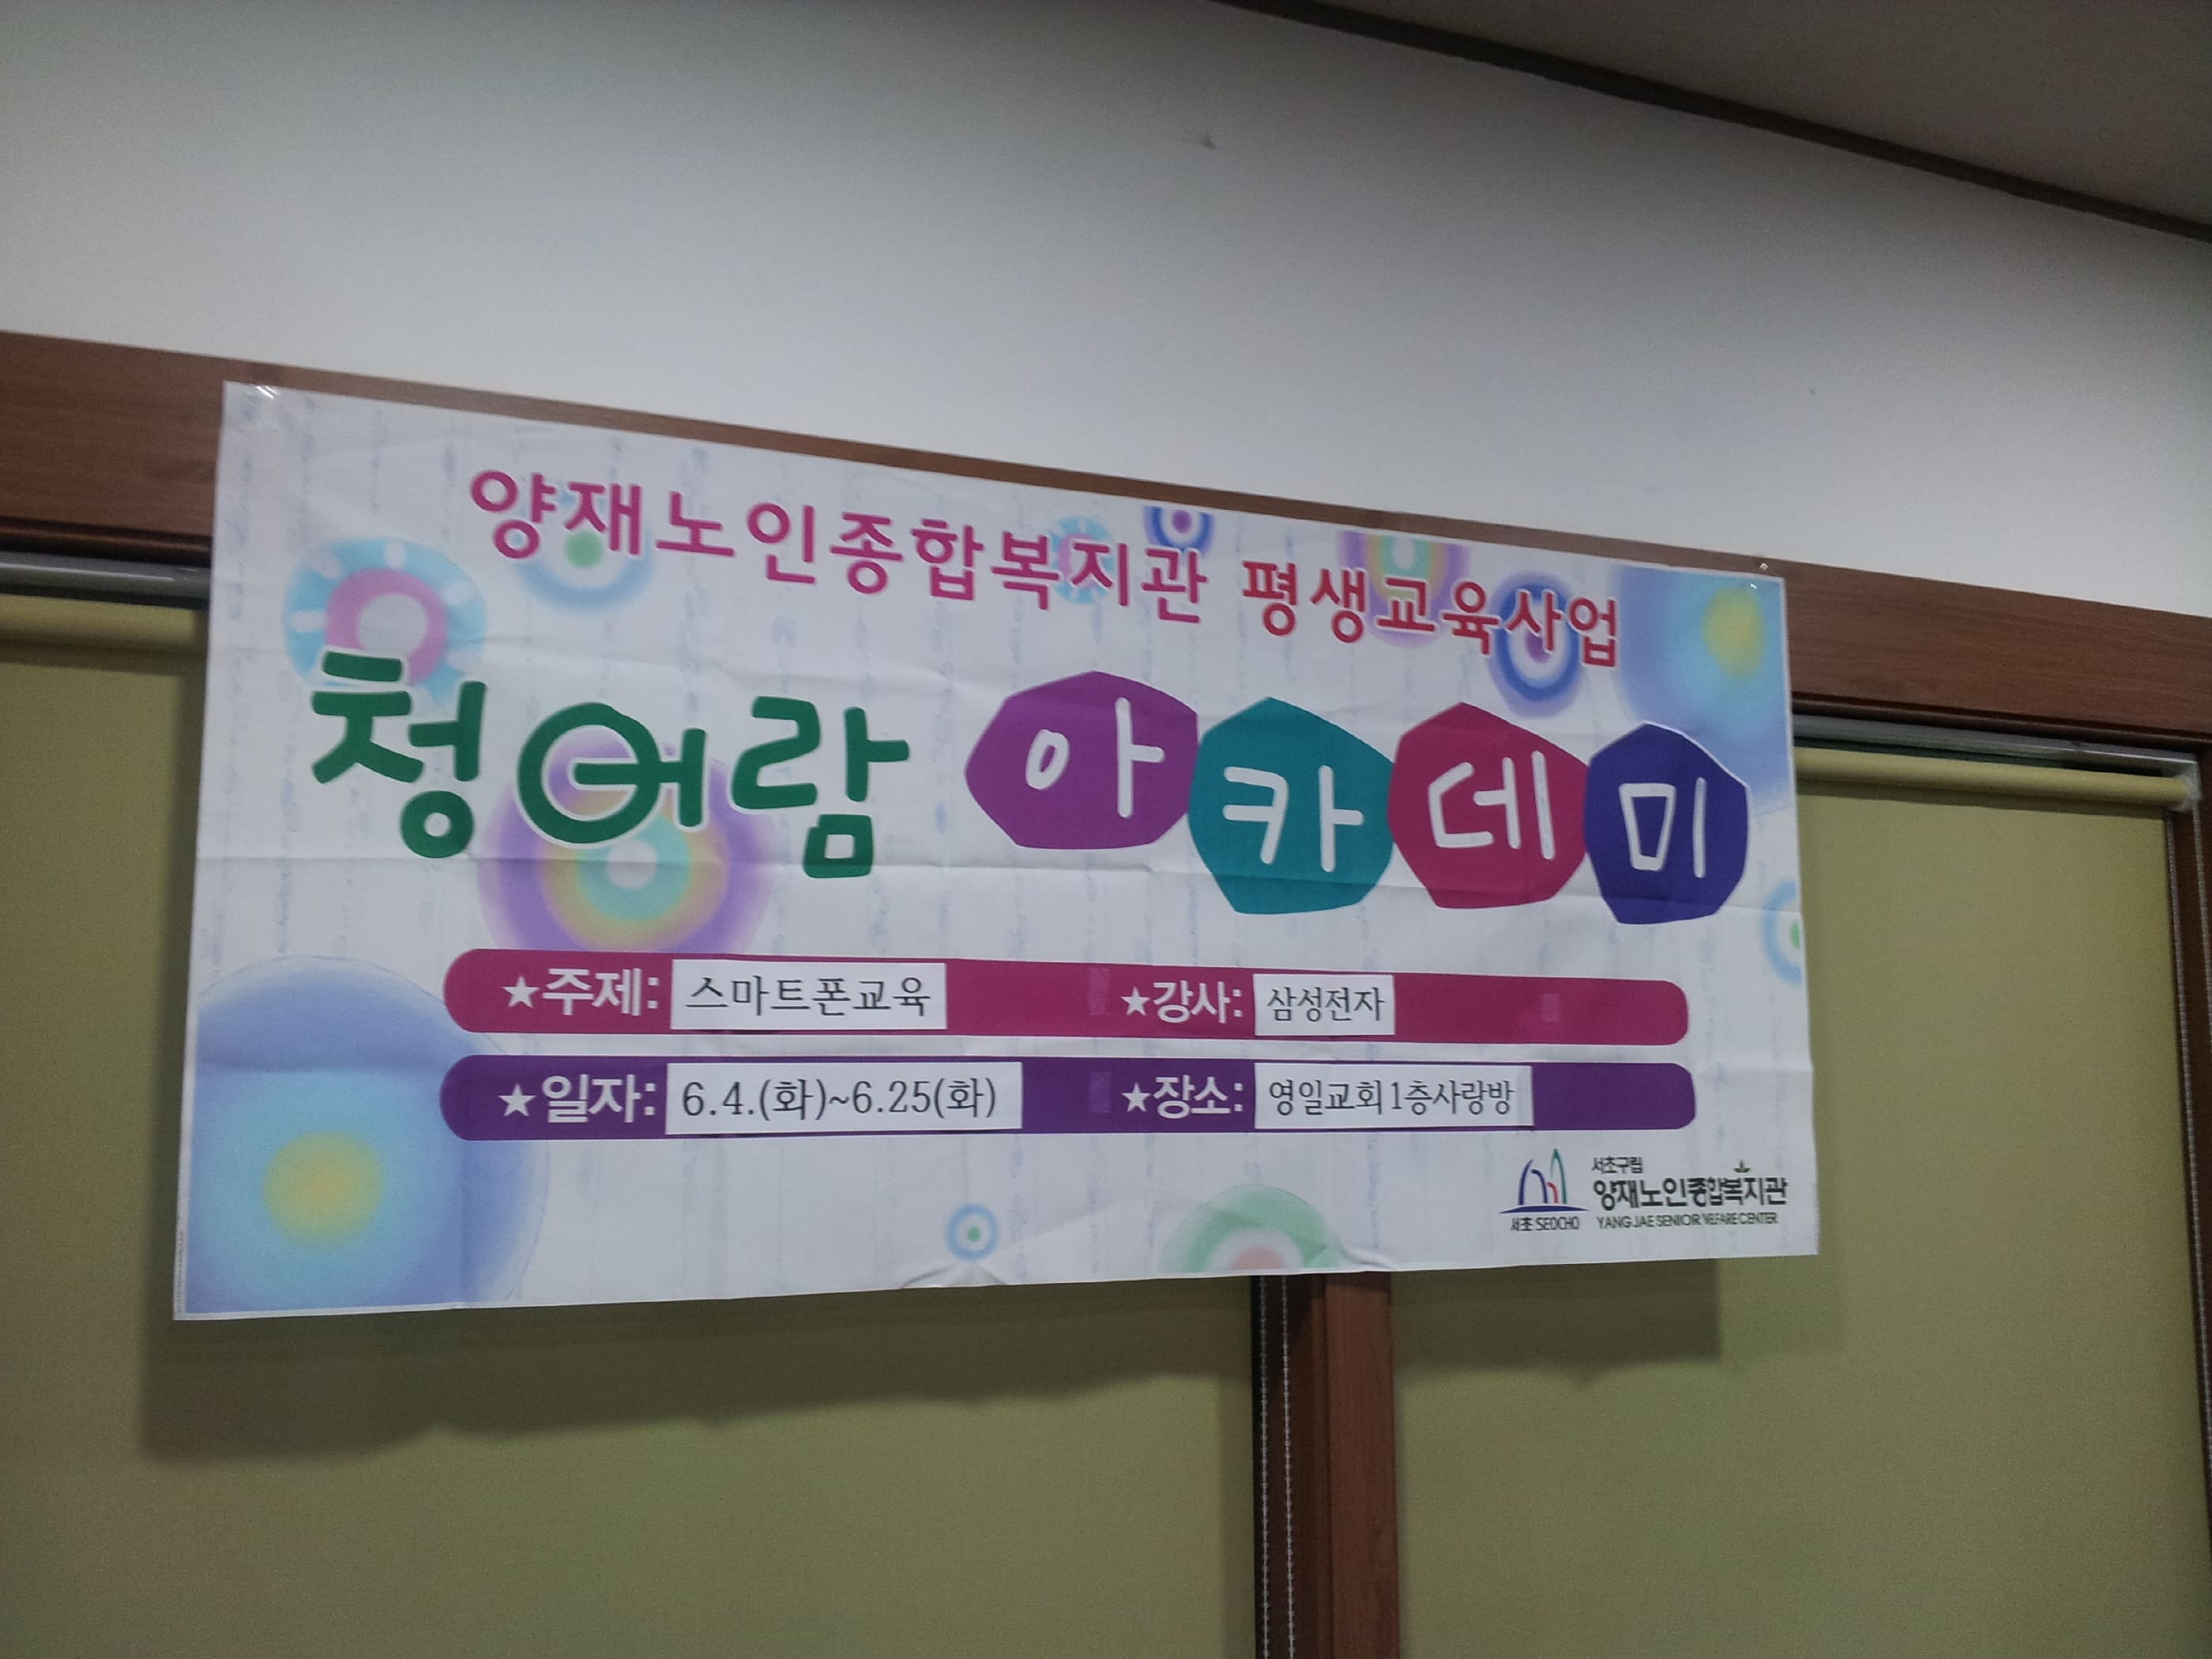 양재노인종합복지관 평생교육사업
청어람 아카데미
★주제: 스마트폰교육 ★강사: 삼성전자
★일자: 6.4.(화)~6.25(화) ★장소: 영일교회1층사랑방
서초구립
양재노인종합복지관
서초 SEOCHO YANG JAE SENIOR WELFARE CENTER